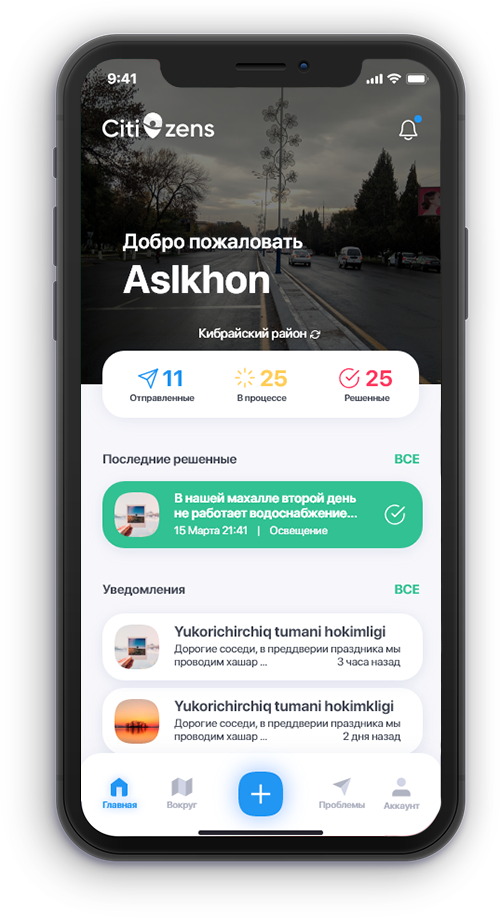 9:41
Citizens
Добро пожаловать
Aslkhon
Кибрайский район
11 25 25
Отправленные В процессе Решенные
Последние решенные ВСЕ
В нашей махалле второй день
не работает водоснабжение...
15 Марта 21:41 | Освещение
Уведомления ВСЕ
Yukorichirchiq tumani hokimligi
Дорогие соседи, в преддверии праздника мы
проводим хашар ... 3 часа назад
Yukorichirchiq tumani hokimkligi
Дорогие соседи, в преддверии праздника мы
проводим хашар ... 2 дня назад
Главная Вокруг Проблемы Аккаунт